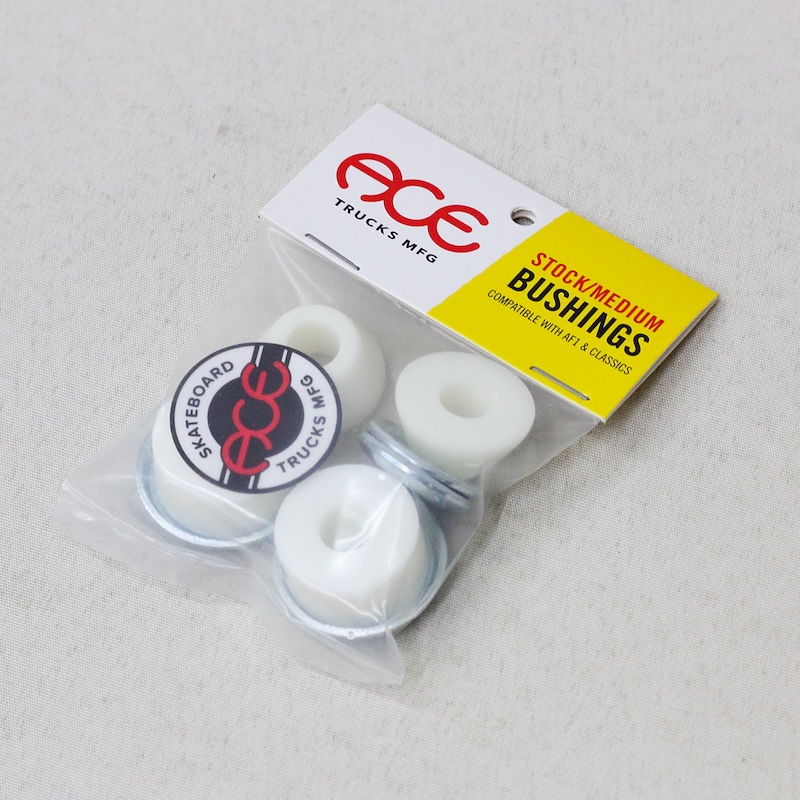 ACE
TRUCKS MFG
STOCK/MEDIUM
BUSHINGS
COMPATIBLE WITH AF1 & CLASSICS
SKATEBOARD
ACE
TRUCKS MFG